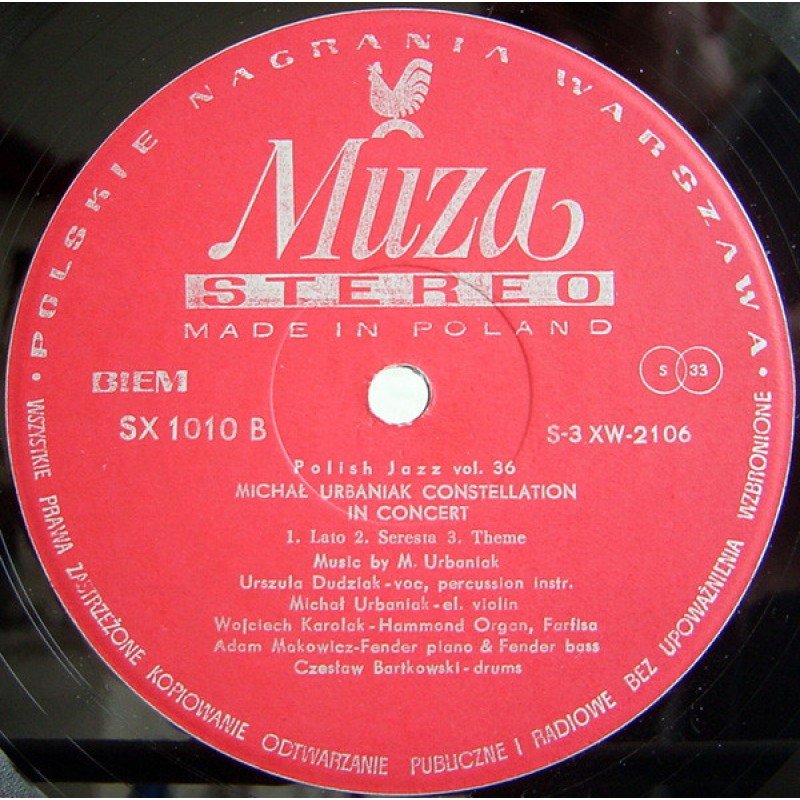 • POLSKIE NAGRANIA WARSZAWA •
Muza
STEREO
MADE IN POLAND
BIEM
S 33
SX 1010 B
S-3 XW-2106
Polish Jazz vol. 36
MICHAŁ URBANIAK CONSTELLATION
IN CONCERT
1. Lato 2. Seresta 3. Theme
Music by M. Urbaniak
Urszula Dudziak-voc, percussion instr.
Michał Urbaniak-el. violin
Wojciech Karolak-Hammond Organ, Farfisa
Adam Makowicz-Fender piano & Fender bass
Czesław Bartkowski-drums
WSZYSTKIE PRAWA ZASTRZEŻONE KOPIOWANIE ODTWARZANIE PUBLICZNE I RADIOWE BEZ UPOWAŻNIENIA WZBRONIONE